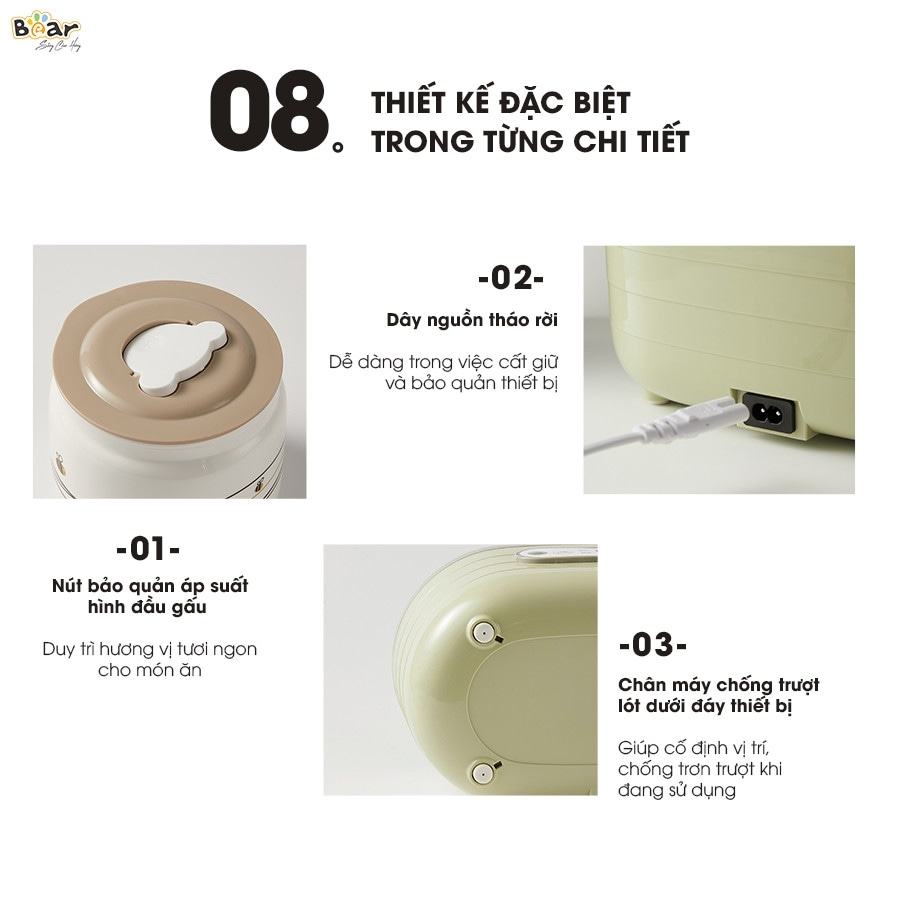 Bear
Sống Cao Hứng
08.
THIẾT KẾ ĐẶC BIỆT
TRONG TỪNG CHI TIẾT
-01-
Nút bảo quản áp suất
hình đầu gấu
Duy trì hương vị tươi ngon
cho món ăn
-02-
Dây nguồn tháo rời
Dễ dàng trong việc cất giữ
và bảo quản thiết bị
-03-
Chân máy chống trượt
lót dưới đáy thiết bị
Giúp cố định vị trí,
chống trơn trượt khi
đang sử dụng